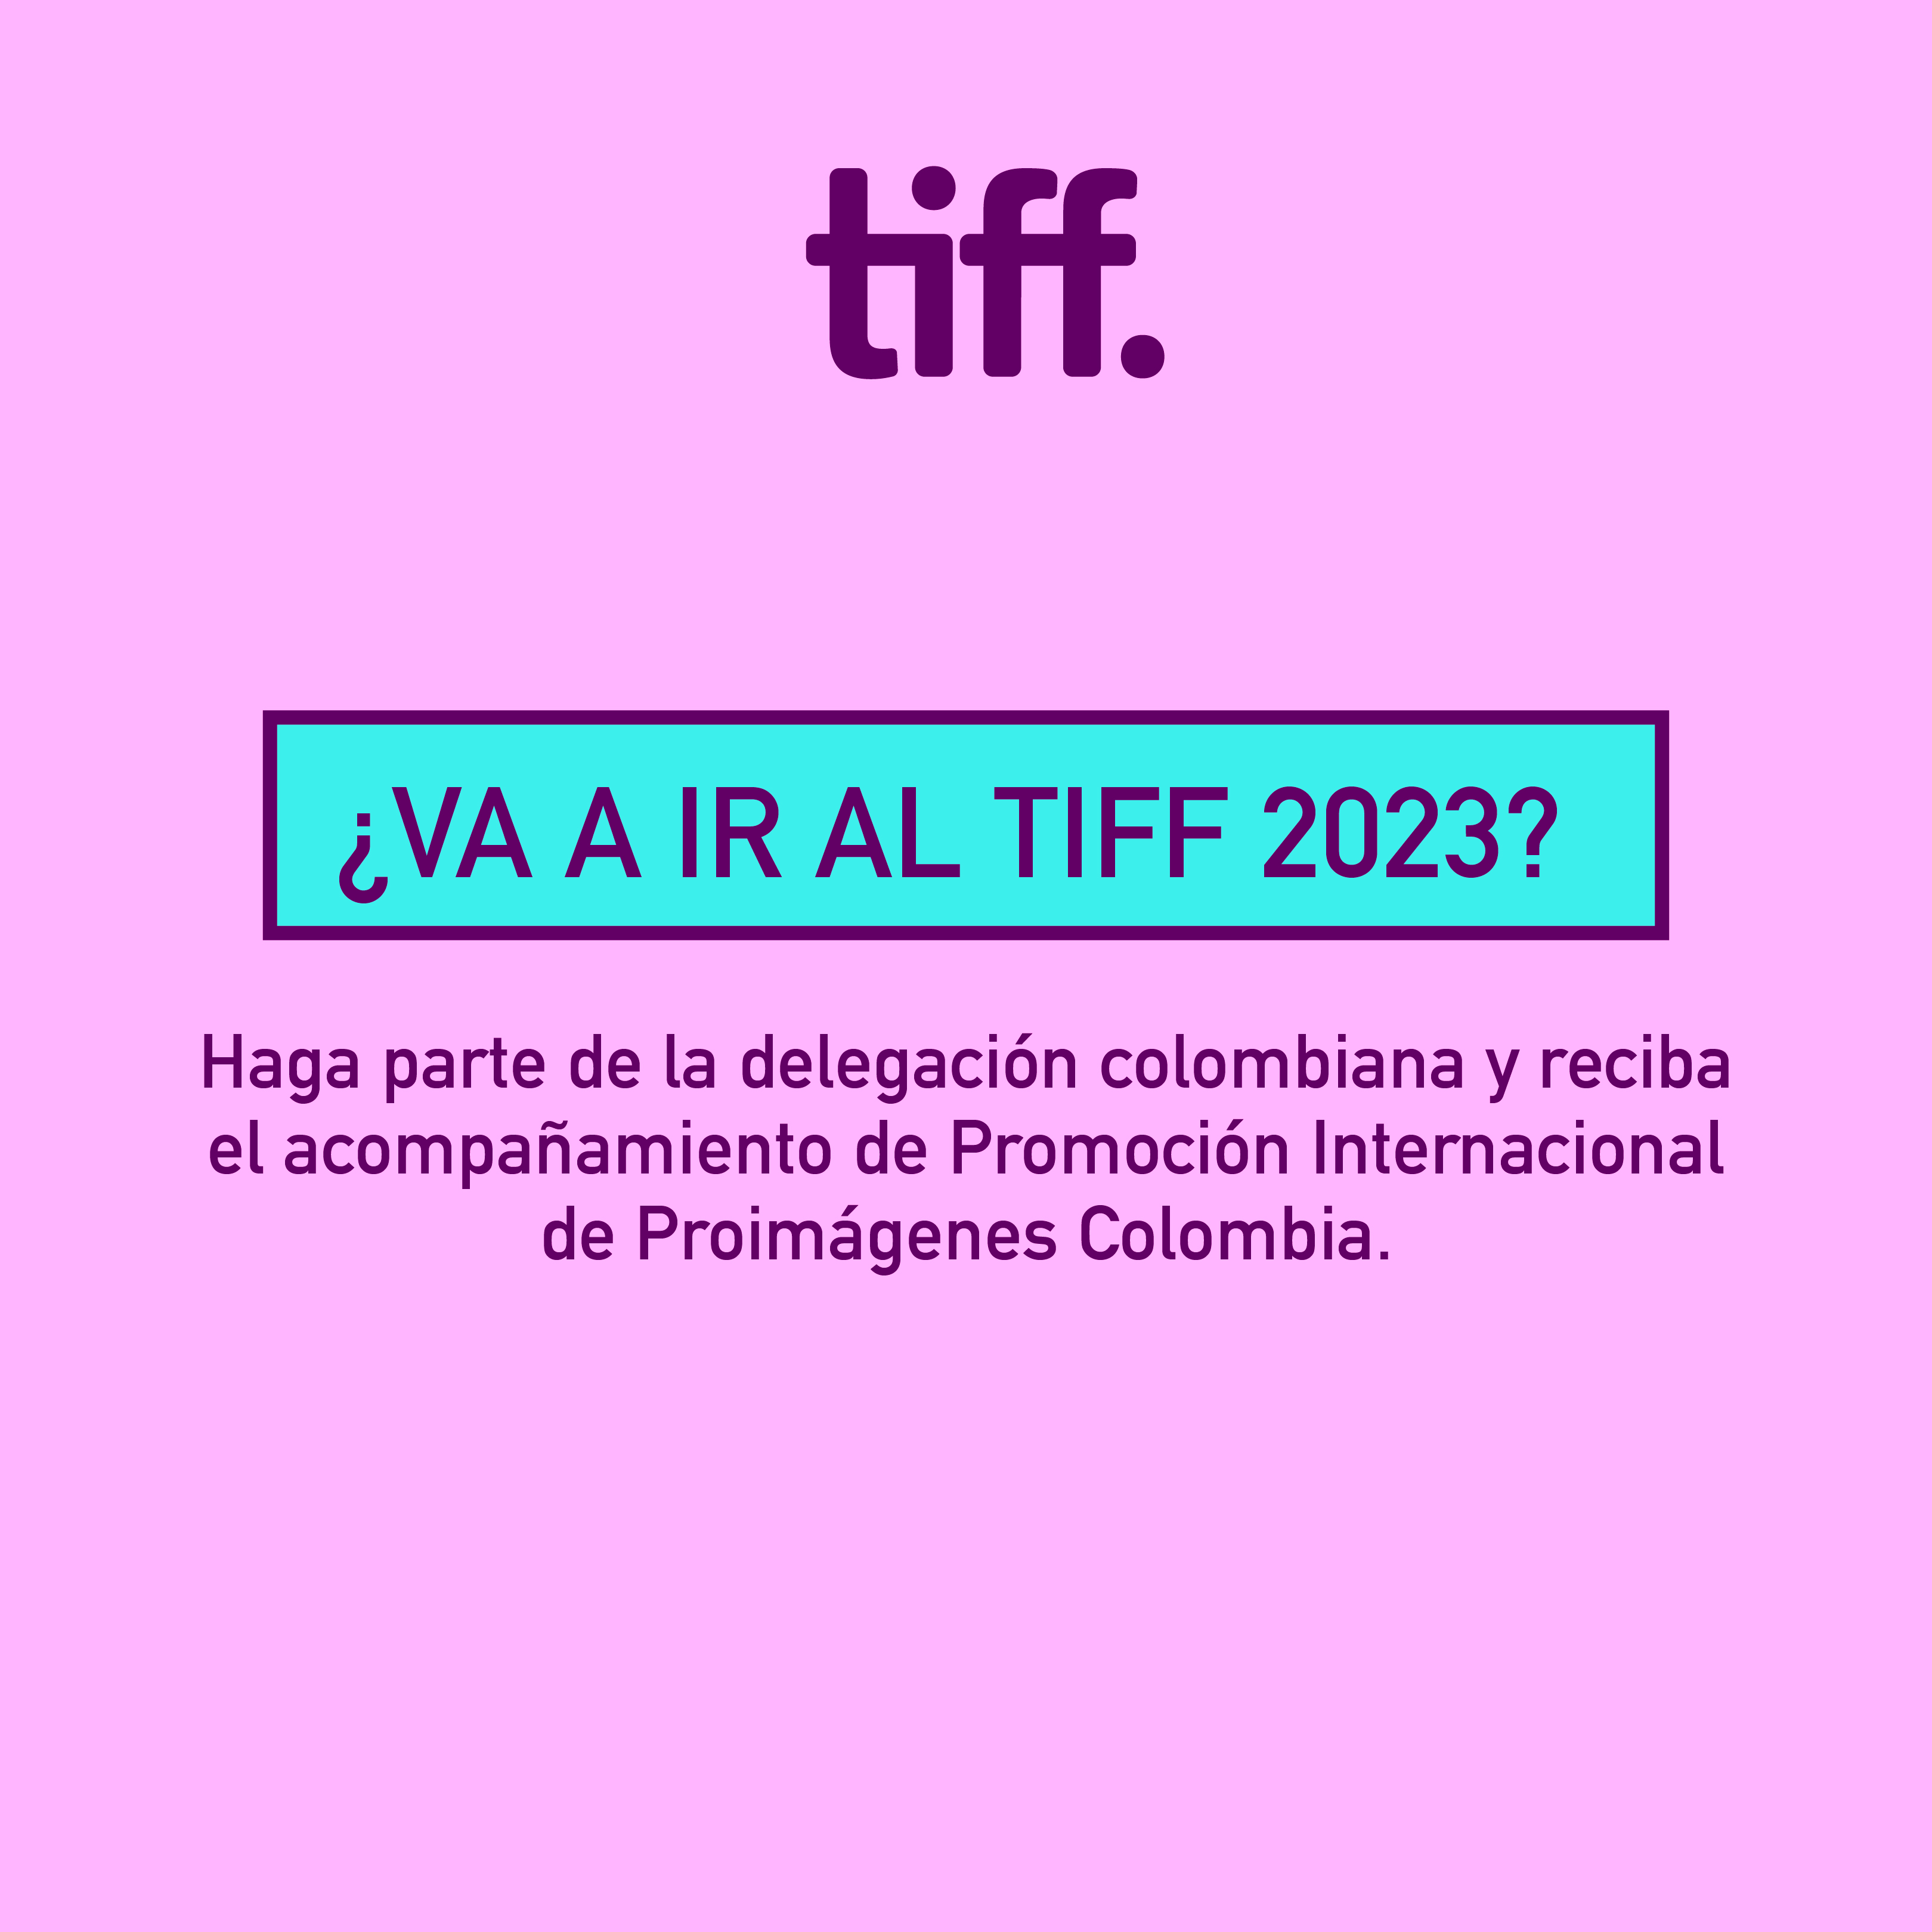 tiff.
¿VA A IR AL TIFF 2023?
Haga parte de la delegación colombiana y reciba
el acompañamiento de Promoción Internacional
de Proimágenes Colombia.